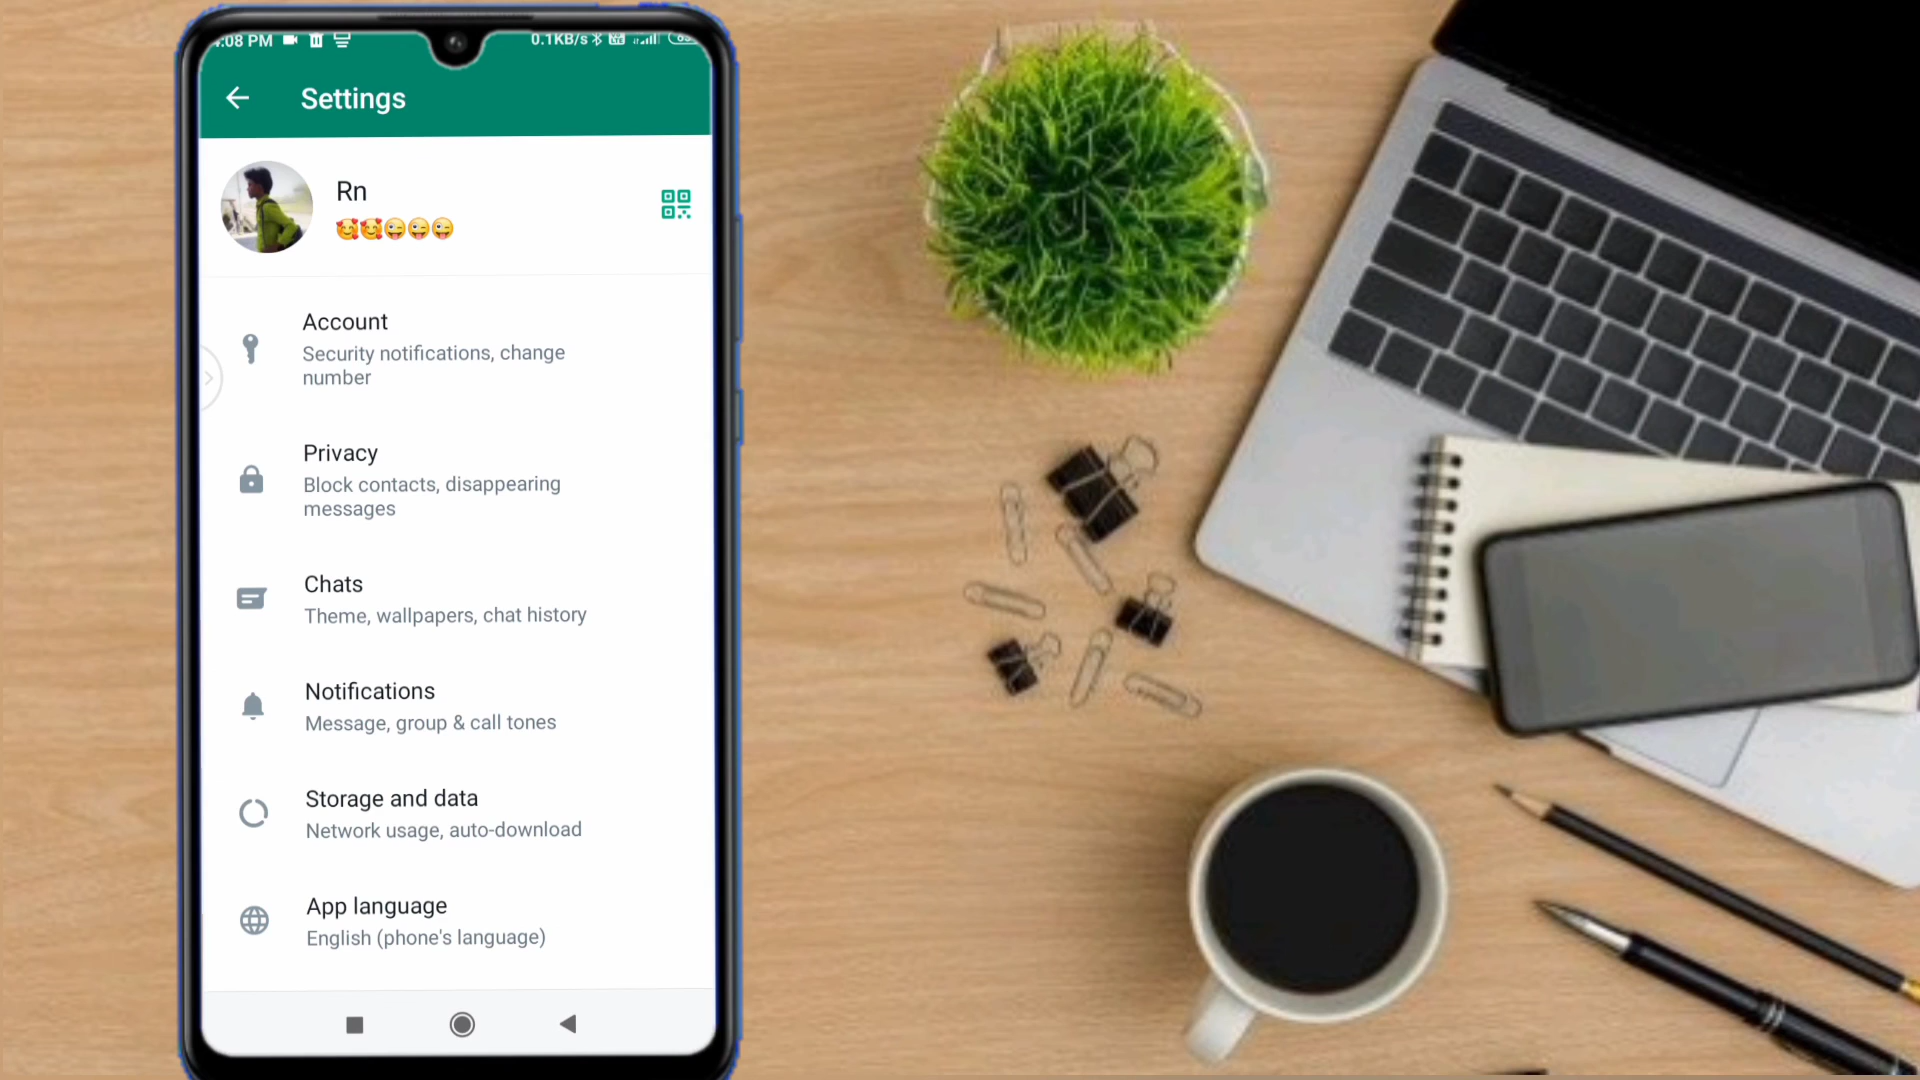 :08 PM 0.1KB/s
Settings
Rn
🥰🥰😜😜😜
Account
Security notifications, change
number
Privacy
Block contacts, disappearing
messages
Chats
Theme, wallpapers, chat history
Notifications
Message, group & call tones
Storage and data
Network usage, auto-download
App language
English (phone's language)